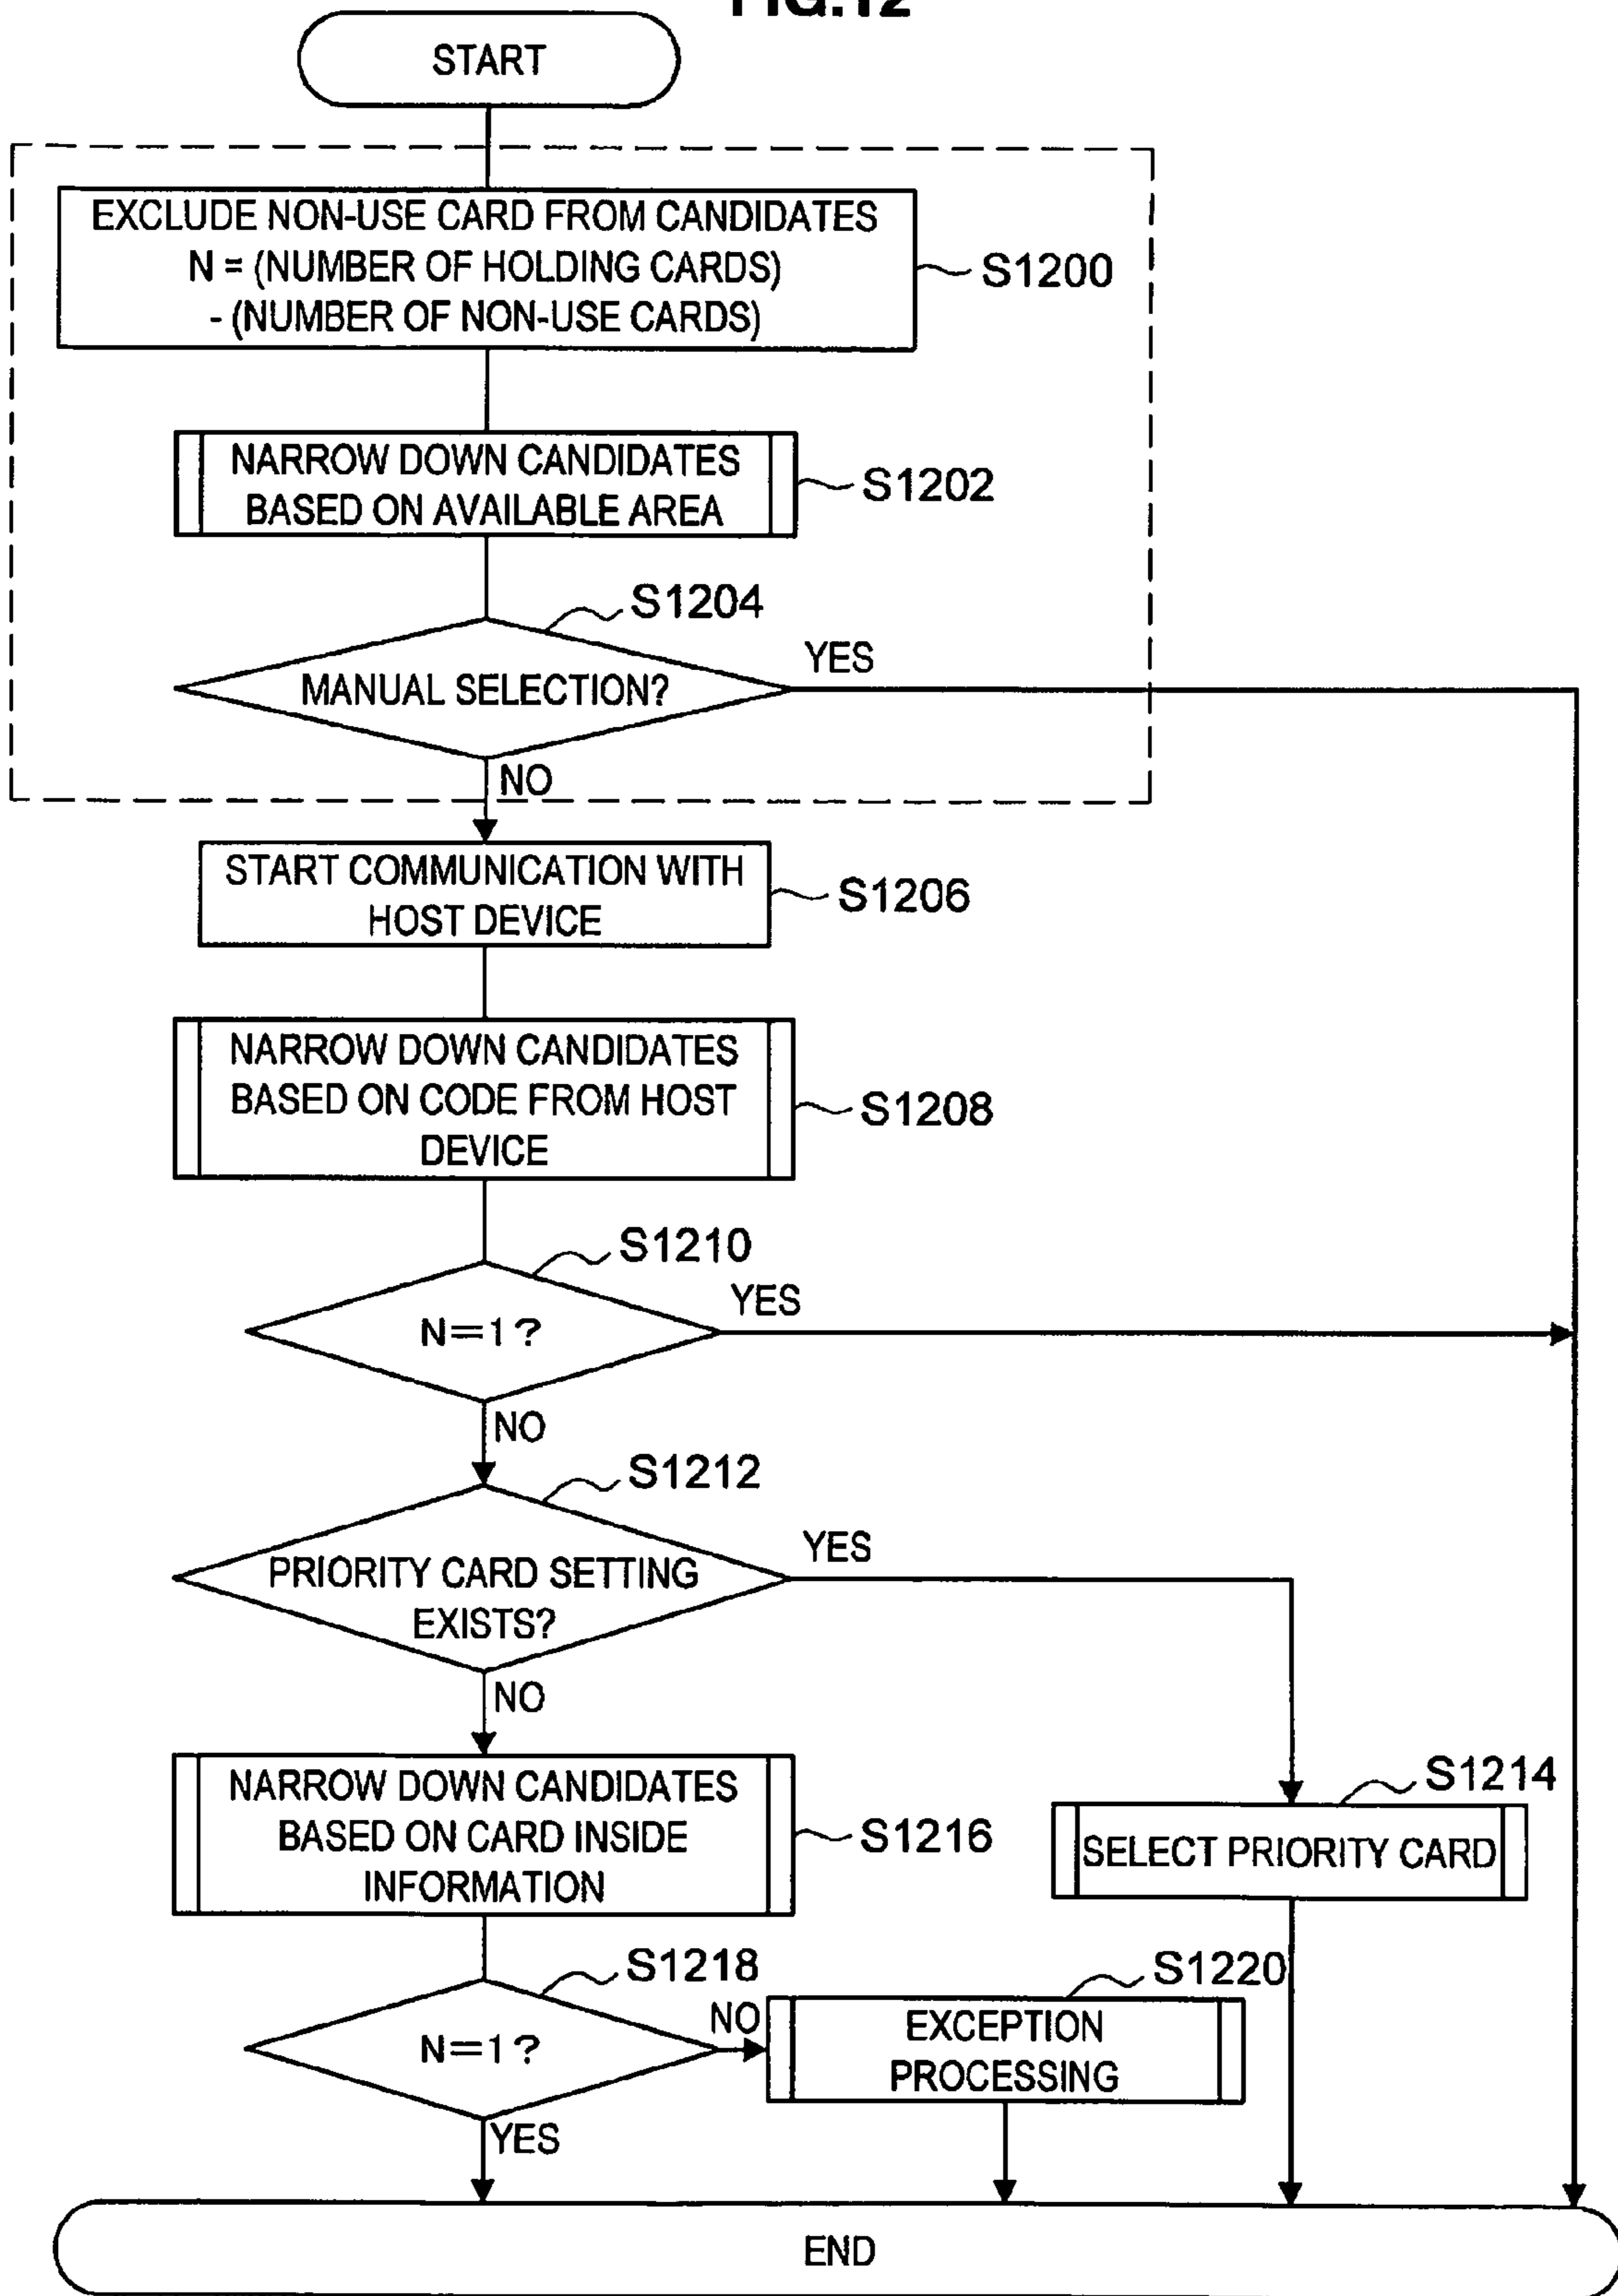 FIG.12
START
EXCLUDE NON-USE CARD FROM CANDIDATES
N = (NUMBER OF HOLDING CARDS)
- (NUMBER OF NON-USE CARDS)
S1200
NARROW DOWN CANDIDATES
BASED ON AVAILABLE AREA
S1202
S1204
MANUAL SELECTION?
YES
NO
START COMMUNICATION WITH
HOST DEVICE
S1206
NARROW DOWN CANDIDATES
BASED ON CODE FROM HOST
DEVICE
S1208
S1210
N=1?
YES
NO
S1212
PRIORITY CARD SETTING
EXISTS?
YES
NO
S1214
SELECT PRIORITY CARD
NARROW DOWN CANDIDATES
BASED ON CARD INSIDE
INFORMATION
S1216
S1218
N=1?
NO
YES
S1220
EXCEPTION
PROCESSING
END